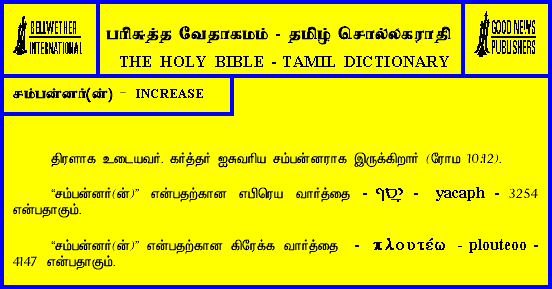 BELLWETHER
INTERNATIONAL
பரிசுத்த வேதாகமம் - தமிழ் சொல்லகராதி
THE HOLY BIBLE - TAMIL DICTIONARY
GOOD NEWS
PUBLISHERS
சம்பன்னர்(ன்) - INCREASE
திரளாக உடையவர். கர்த்தர் ஐசுவரிய சம்பன்னராக இருக்கிறார் (ரோம 10:12).
“சம்பன்னர்(ன்)” என்பதற்கான எபிரெய வார்த்தை - יסף - yacaph - 3254
என்பதாகும்.
“சம்பன்னர்(ன்)” என்பதற்கான கிரேக்க வார்த்தை - πλουτέω - plouteoo -
4147 என்பதாகும்.